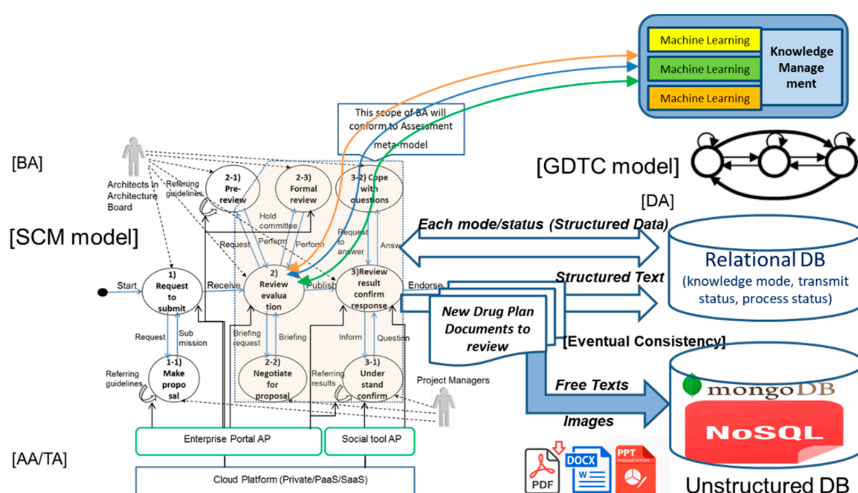 Machine Learning
Machine Learning
Machine Learning
Knowledge
Manage
ment
This scope of BA will
conform to Assessment
meta-model
[BA]
[GDTC model]
Architects in
Architecture
Board
Referring
guidelines
2-1)
Pre-
review
2-3)
Formal
review
3-2) Cope
with
questions
Hold
committee
Request
Perform
Perform
Request
to
answer
Answer
[SCM model]
[DA]
Each mode/status (Structured Data)
Relational DB
(knowledge mode, transmit
status, process status)
Structured Text
Start
1)
Request
to
submit
Receive
2)
Review
evalua
tion
Publish
3)Review
result
confirm
response
Endorse
New Drug Plan
Documents to
review
[Eventual Consistency]
Request
Sub
mission
Briefing
request
Briefing
Inform
Question
Referring
guidelines
1-1)
Make
propo
sal
2-2)
Negotiate
for
proposal
Referring
results
3-1)
Under
stand
confirm
Project Managers
Free Texts
Images
mongoDB
NoSQL
Enterprise Portal AP
Social tool AP
[AA/TA]
Cloud Platform (Private/PaaS/SaaS)
PDF
DOCX
PPT
PRESENTATION
Unstructured DB